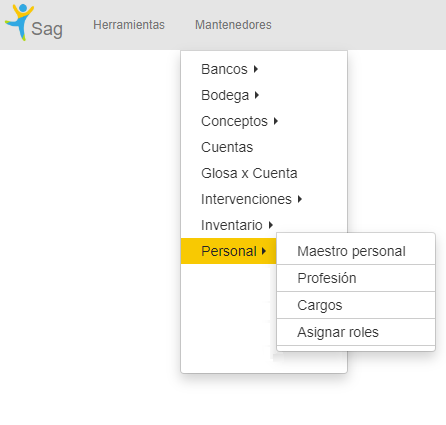 Sag
Herramientas
Mantenedores
Bancos
Bodega
Conceptos
Cuentas
Glosa x Cuenta
Intervenciones
Inventario
Personal
Maestro personal
Profesión
Cargos
Asignar roles